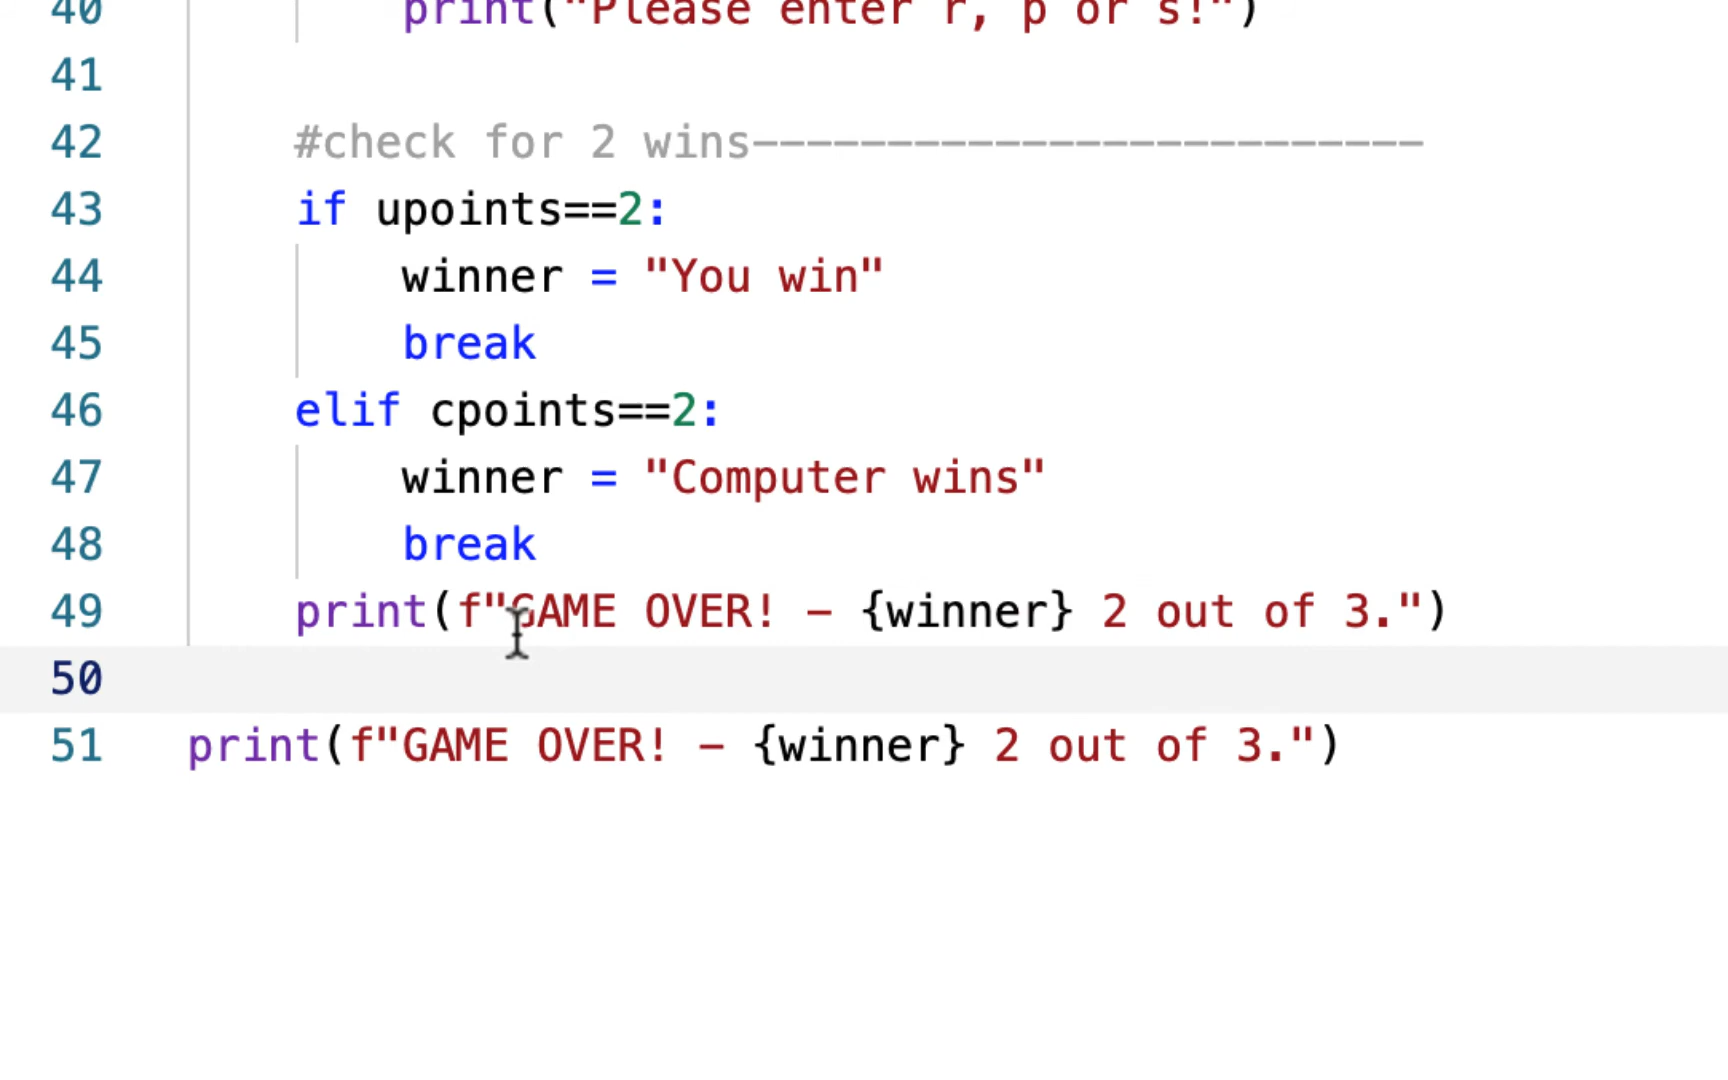 40 print("Please enter r, p or s!")
41
42 #check for 2 wins-------------------------
43 if upoints==2:
44 winner = "You win"
45 break
46 elif cpoints==2:
47 winner = "Computer wins"
48 break
49 print(f"GAME OVER! - {winner} 2 out of 3.")
50
51 print(f"GAME OVER! - {winner} 2 out of 3.")